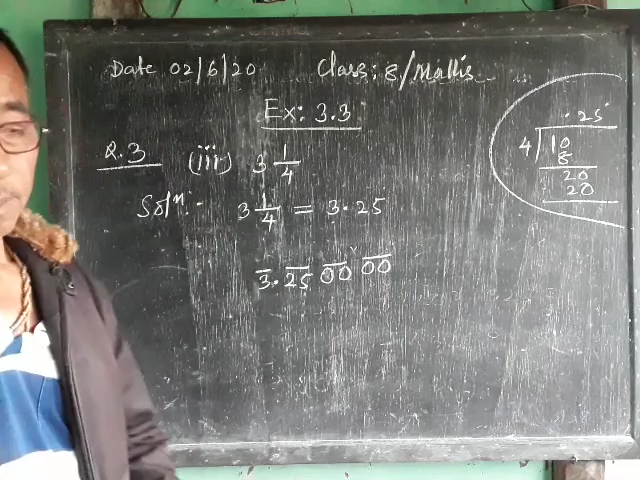 Date 02/6/20 Class: 8/Maths
Ex: 3.3
Q.3 (iii) 3 1/4
Solⁿ:- 3 1/4 = 3.25
3.25 00 00
.25
4 10
8
20
20